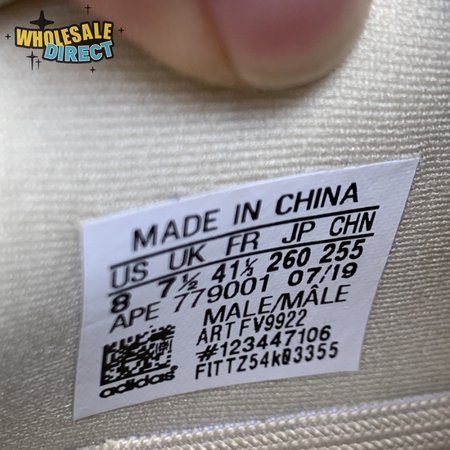 WHOLESALE
DIRECT
MADE IN CHINA
US UK FR JP CHN
8 7½ 41⅓ 260 255
APE 779001 07/19
MALE/MÂLE
ART FV9922
#123447106
F1TTZ54k03355
adidas